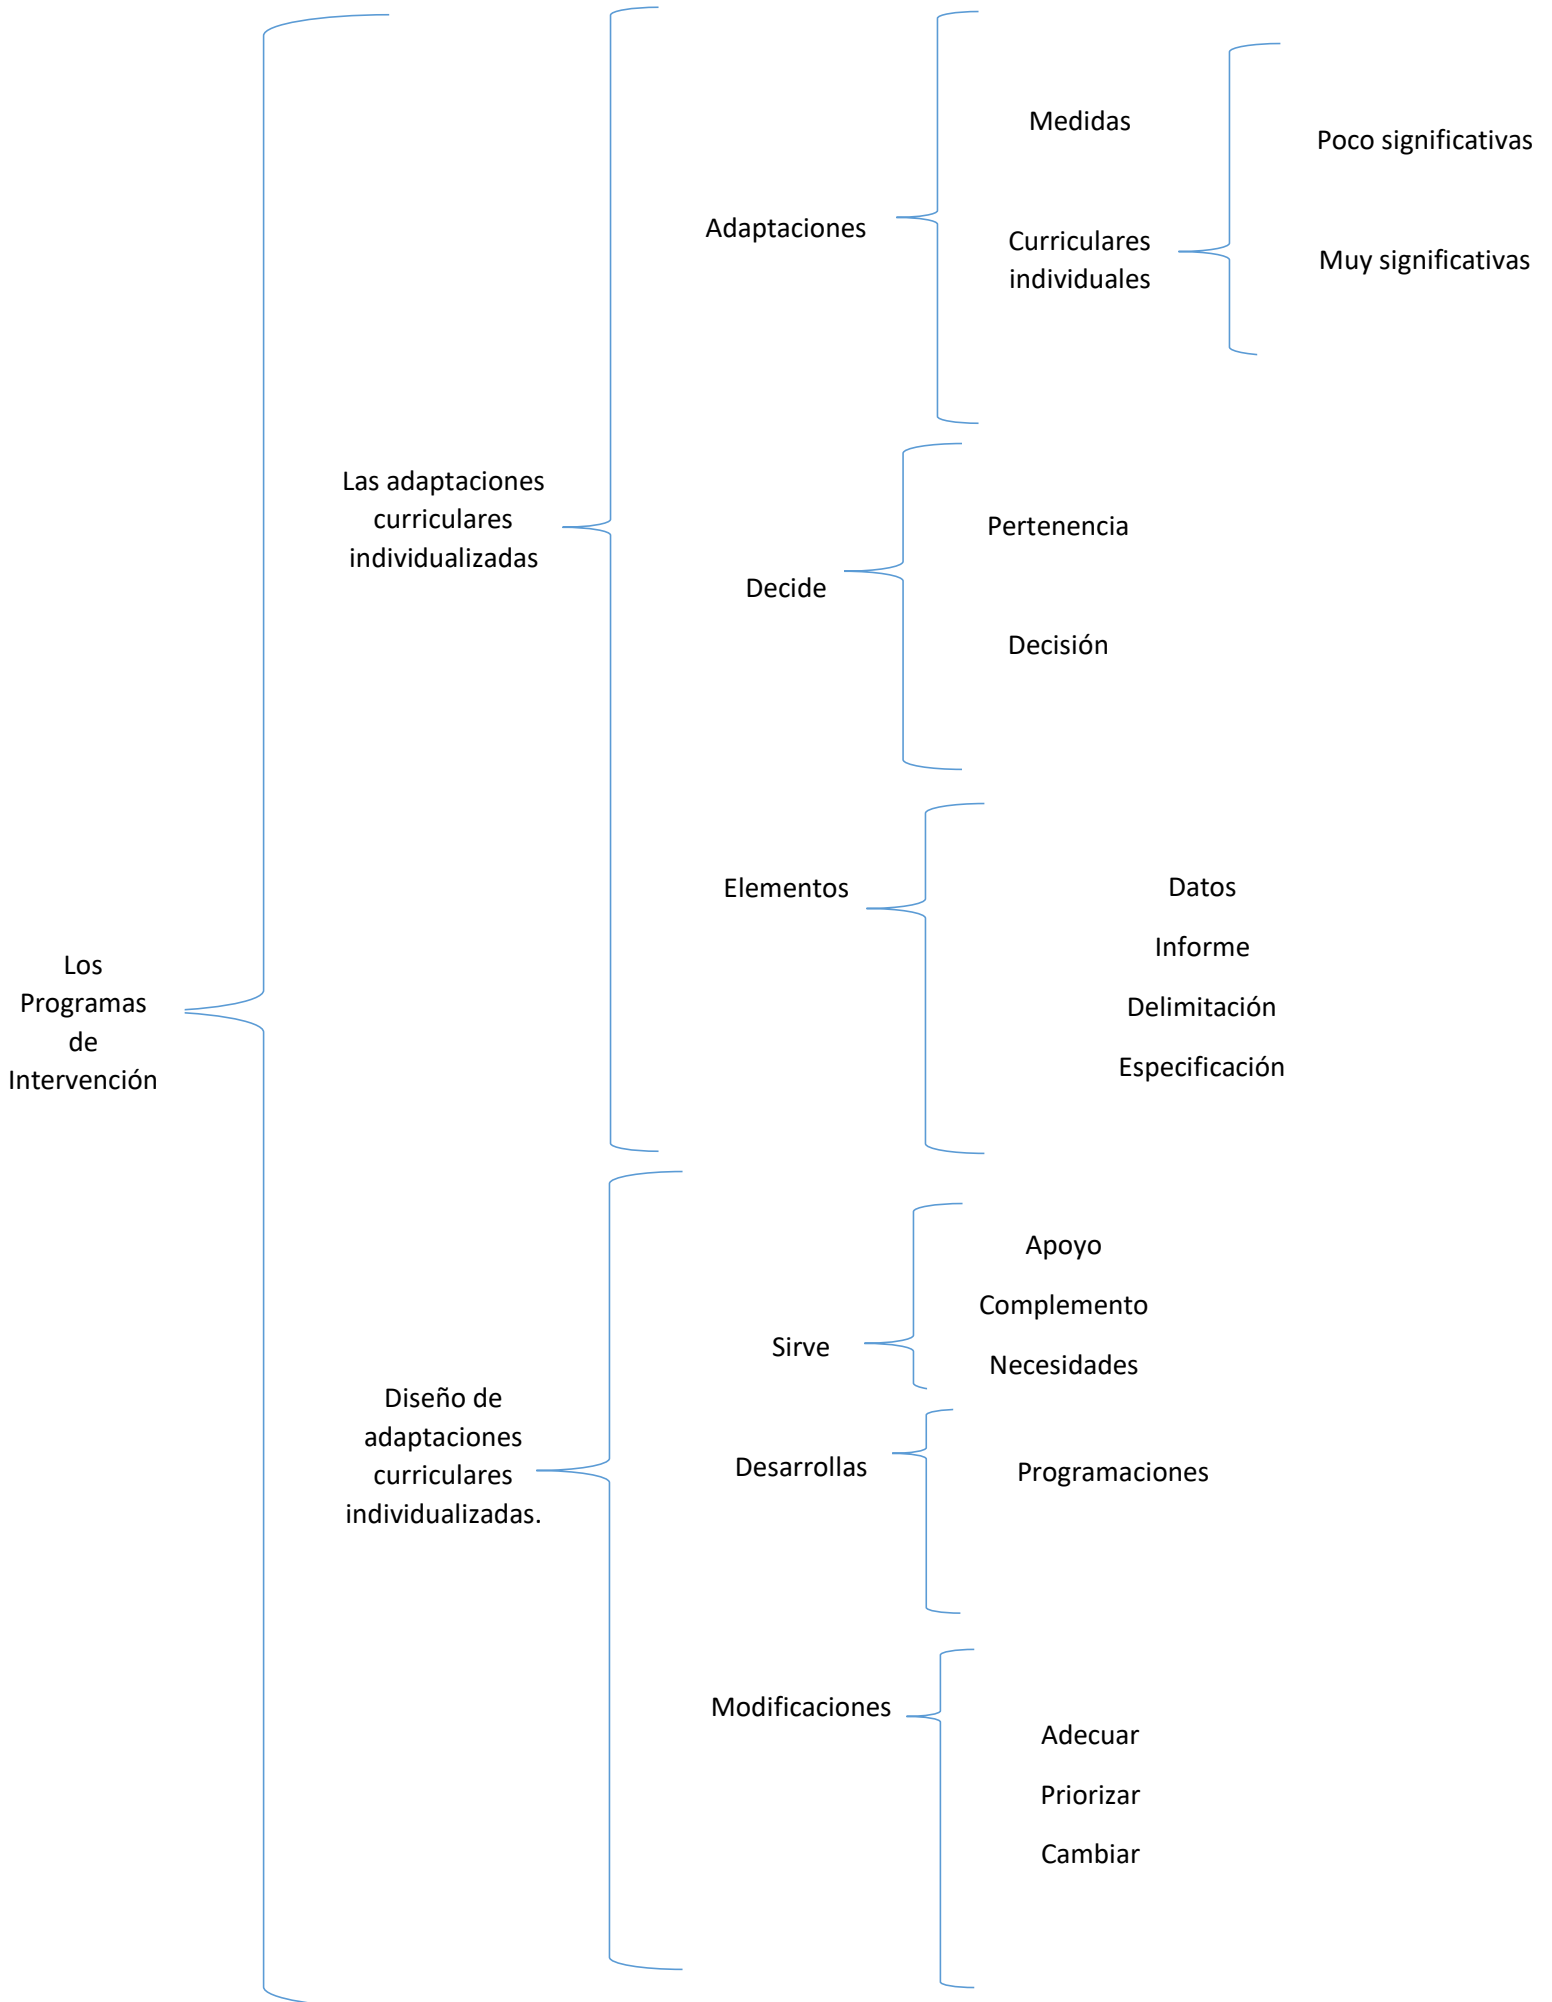 Los
Programas
de
Intervención
Las adaptaciones
curriculares
individualizadas
Adaptaciones
Medidas
Curriculares
individuales
Poco significativas
Muy significativas
Decide
Pertenencia
Decisión
Elementos
Datos
Informe
Delimitación
Especificación
Diseño de
adaptaciones
curriculares
individualizadas.
Sirve
Apoyo
Complemento
Necesidades
Desarrollas
Programaciones
Modificaciones
Adecuar
Priorizar
Cambiar